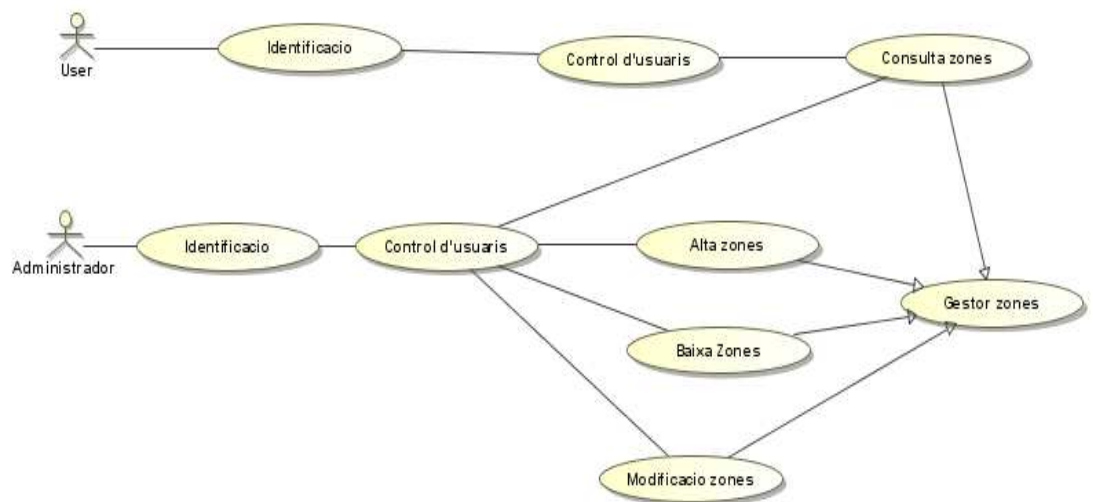 Identificacio
Control d'usuaris
Consulta zones
User
Identificacio
Control d'usuaris
Alta zones
Administrador
Gestor zones
Baixa Zones
Modificacio zones